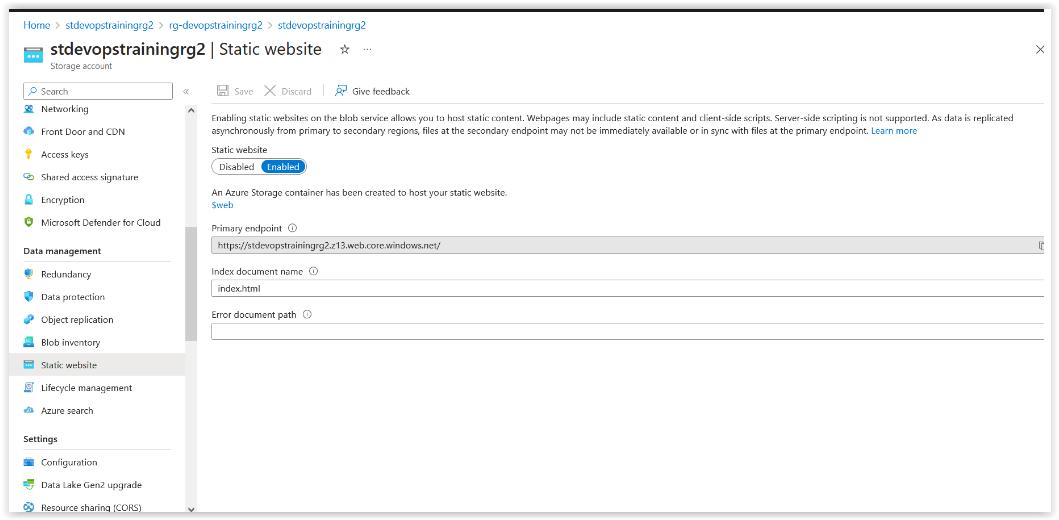 Home > stdevopstrainingrg2 > rg-devopstrainingrg2 > stdevopstrainingrg2
stdevopstrainingrg2 | Static website
Storage account
Search
Networking
Front Door and CDN
Access keys
Shared access signature
Encryption
Microsoft Defender for Cloud
Data management
Redundancy
Data protection
Object replication
Blob inventory
Static website
Lifecycle management
Azure search
Settings
Configuration
Data Lake Gen2 upgrade
Resource sharing (CORS)
Save Discard Give feedback
Enabling static websites on the blob service allows you to host static content. Webpages may include static content and client-side scripts. Server-side scripting is not supported. As data is replicated
asynchronously from primary to secondary regions, files at the secondary endpoint may not be immediately available or in sync with files at the primary endpoint. Learn more
Static website
Disabled Enabled
An Azure Storage container has been created to host your static website.
$web
Primary endpoint
https://stdevopstrainingrg2.z13.web.core.windows.net/
Index document name
index.html
Error document path